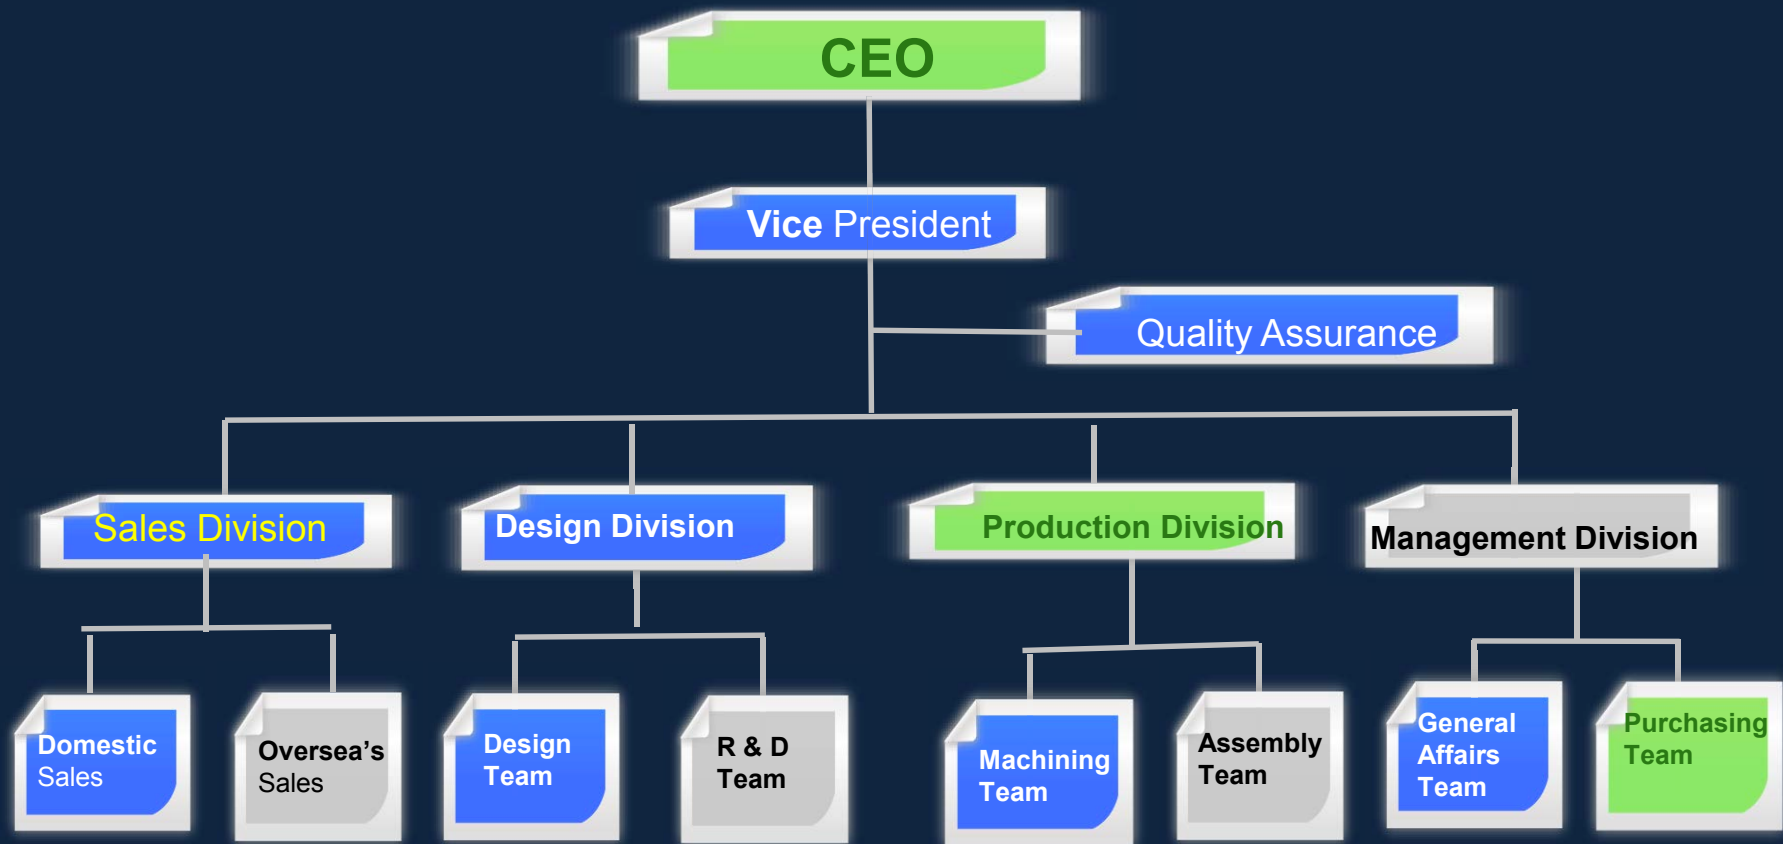 CEO
Vice President
Quality Assurance
Sales Division
Design Division
Production Division
Management Division
Domestic
Sales
Oversea's
Sales
Design
Team
R & D
Team
Machining
Team
Assembly
Team
General
Affairs
Team
Purchasing
Team